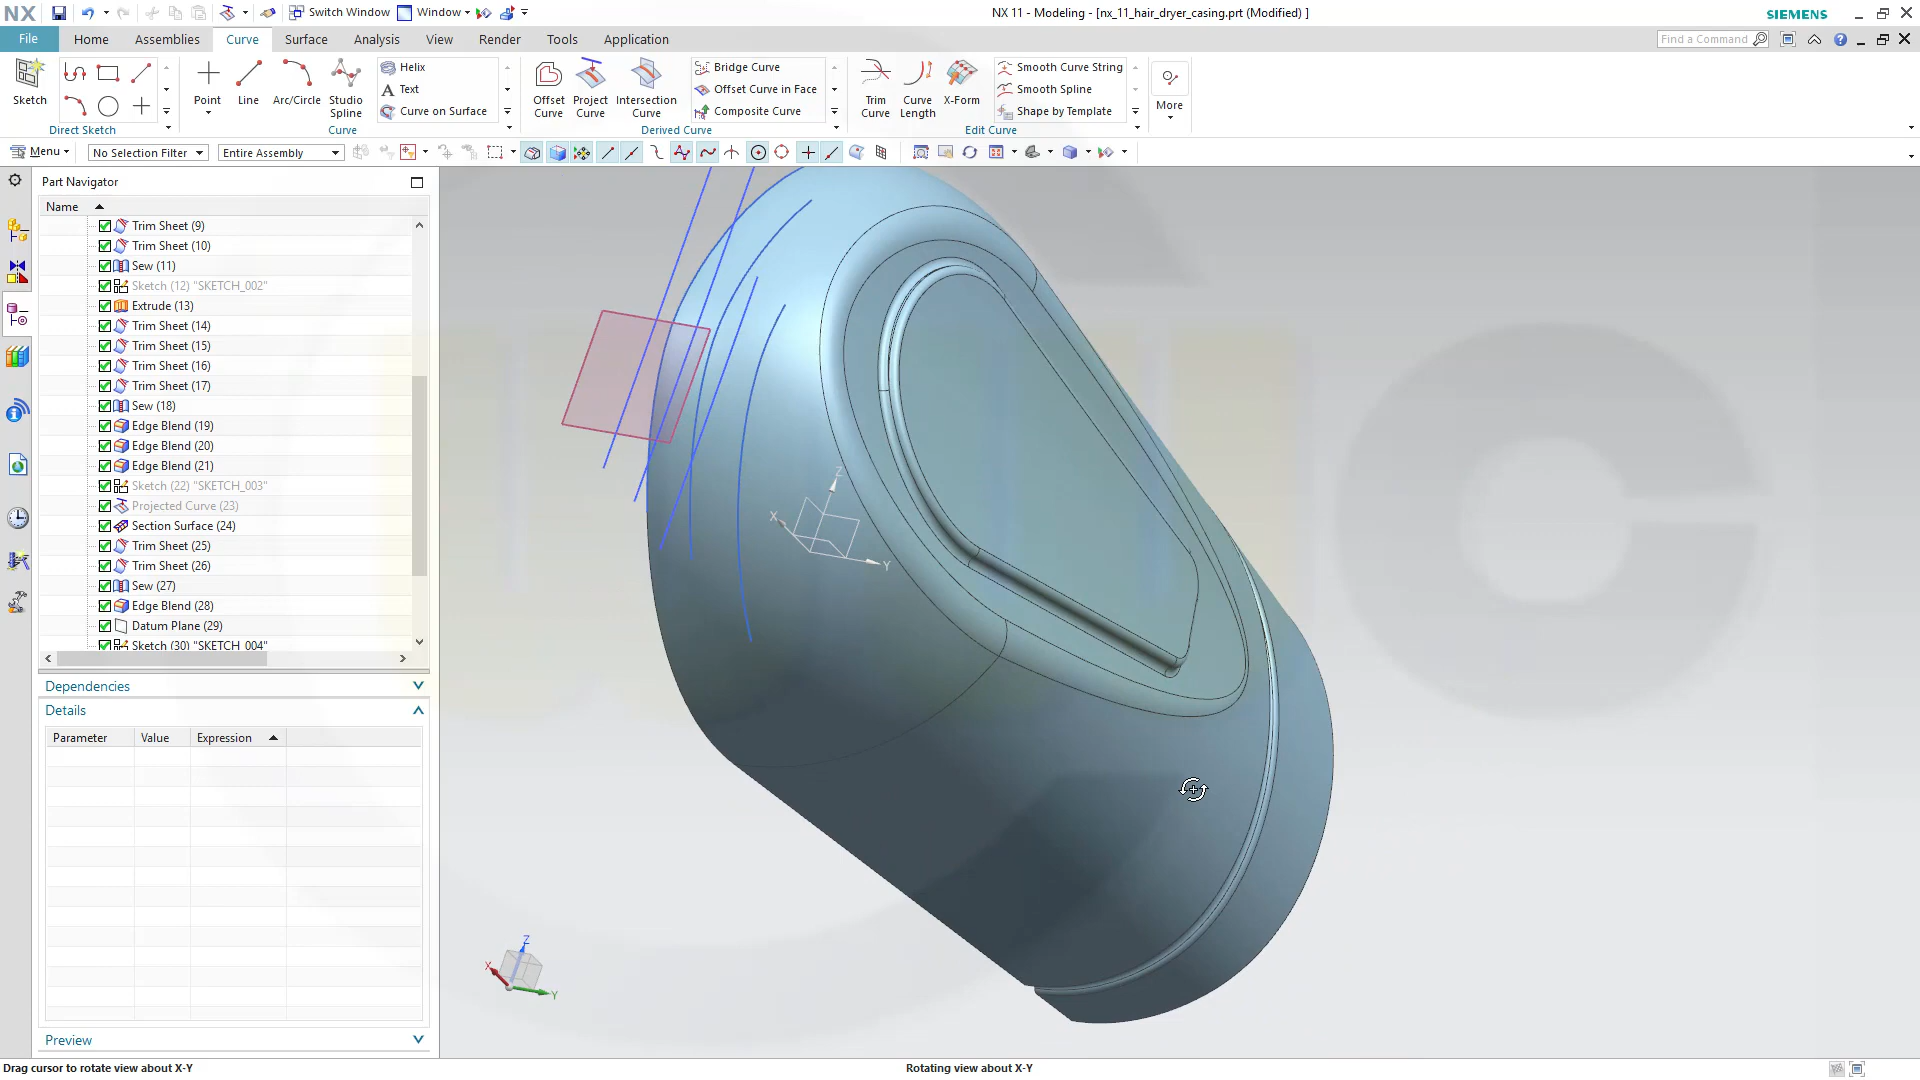 NX
Switch Window
Window
NX 11 - Modeling - [nx_11_hair_dryer_casing.prt (Modified) ]
SIEMENS
File
Home
Assemblies
Curve
Surface
Analysis
View
Render
Tools
Application
Find a Command
Sketch
Point
Line
Arc/Circle
Studio Spline
Helix
Text
Curve on Surface
Offset Curve
Project Curve
Intersection Curve
Bridge Curve
Offset Curve in Face
Composite Curve
Trim Curve
Curve Length
X-Form
Smooth Curve String
Smooth Spline
Shape by Template
More
Direct Sketch
Curve
Derived Curve
Edit Curve
Menu
No Selection Filter
Entire Assembly
Part Navigator
Name
Trim Sheet (9)
Trim Sheet (10)
Sew (11)
Sketch (12) "SKETCH_002"
Extrude (13)
Trim Sheet (14)
Trim Sheet (15)
Trim Sheet (16)
Trim Sheet (17)
Sew (18)
Edge Blend (19)
Edge Blend (20)
Edge Blend (21)
Sketch (22) "SKETCH_003"
Projected Curve (23)
Section Surface (24)
Trim Sheet (25)
Trim Sheet (26)
Sew (27)
Edge Blend (28)
Datum Plane (29)
Sketch (30) "SKETCH_004"
Dependencies
Details
Parameter
Value
Expression
Preview
Z
X
Y
Z
X
Y
Drag cursor to rotate view about X-Y
Rotating view about X-Y